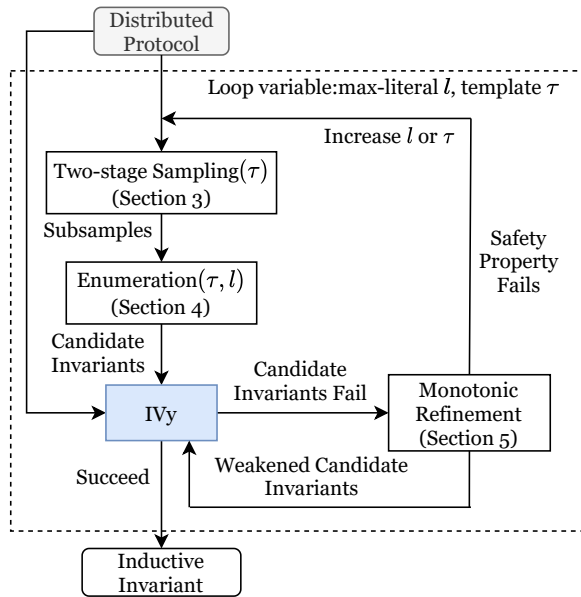 Distributed
Protocol
Loop variable:max-literal l, template τ
Increase l or τ
Two-stage Sampling(τ)
(Section 3)
Subsamples
Safety
Property
Fails
Enumeration(τ, l)
(Section 4)
Candidate
Invariants
Candidate
Invariants Fail
IVy
Monotonic
Refinement
(Section 5)
Succeed
Weakened Candidate
Invariants
Inductive
Invariant